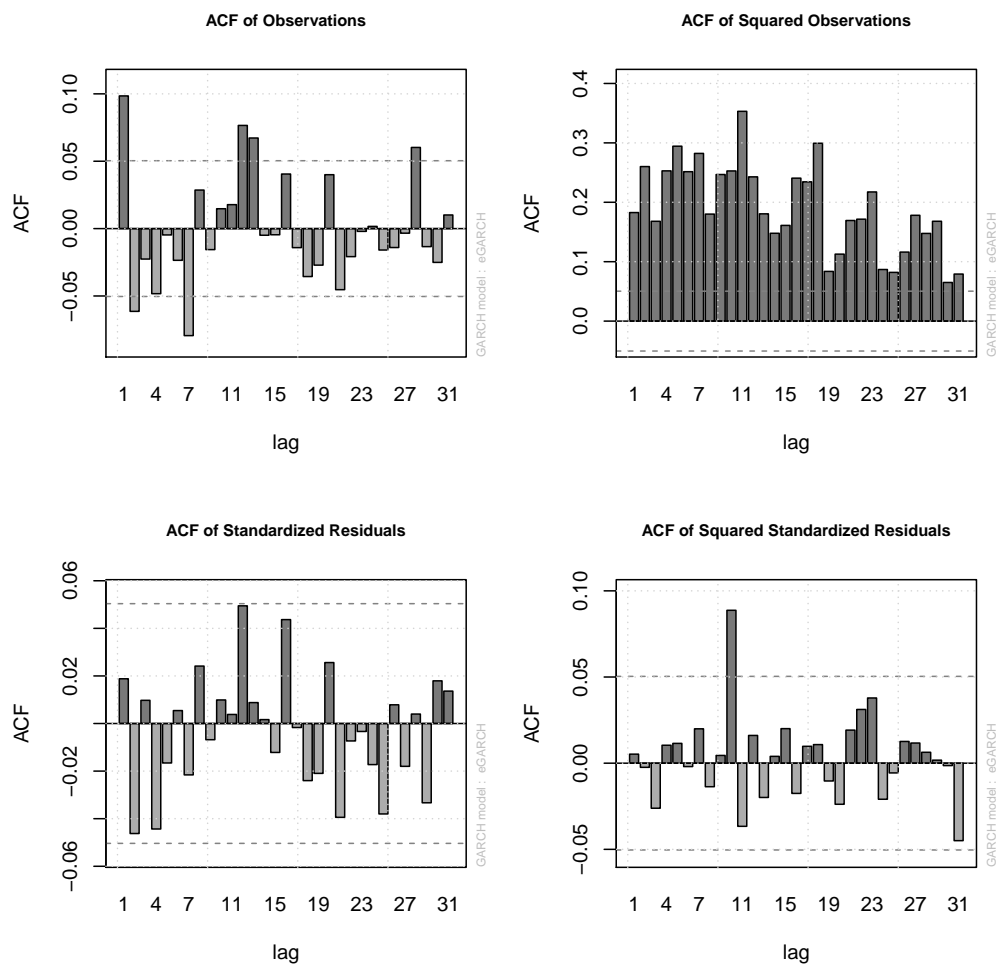 ACF of Observations
ACF
0.10
0.05
0.00
−0.05
1 4 7 11 15 19 23 27 31
lag
GARCH model : eGARCH
ACF of Squared Observations
ACF
0.4
0.3
0.2
0.1
0.0
1 4 7 11 15 19 23 27 31
lag
GARCH model : eGARCH
ACF of Standardized Residuals
ACF
0.06
0.02
−0.02
−0.06
1 4 7 11 15 19 23 27 31
lag
GARCH model : eGARCH
ACF of Squared Standardized Residuals
ACF
0.10
0.05
0.00
−0.05
1 4 7 11 15 19 23 27 31
lag
GARCH model : eGARCH